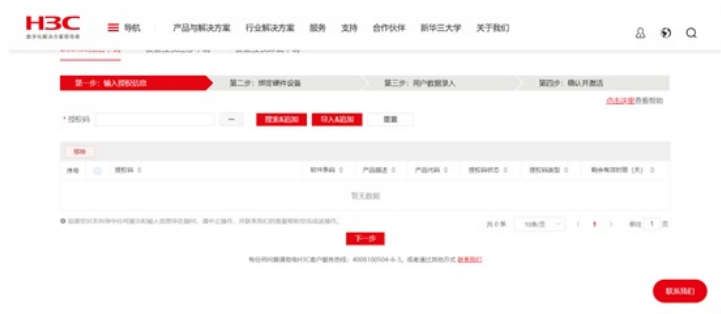 H3C
数字化解决方案领导者
导航
产品与解决方案
行业解决方案
服务
支持
合作伙伴
新华三大学
关于我们
第一步：输入授权信息
第二步：绑定硬件设备
第三步：用户数据录入
第四步：确认并激活
点击这里查看帮助
* 授权码
搜索&追加
导入&追加
重置
移除
序号
授权码
软件条码
产品描述
产品代码
授权码状态
授权码类型
剩余有效时限（天）
暂无数据
共 0 条
10条/页
1
前往 1 页
下一步
有任何问题请致电H3C客户服务热线：4008100504-6-3。或者通过其他方式 联系我们
联系我们